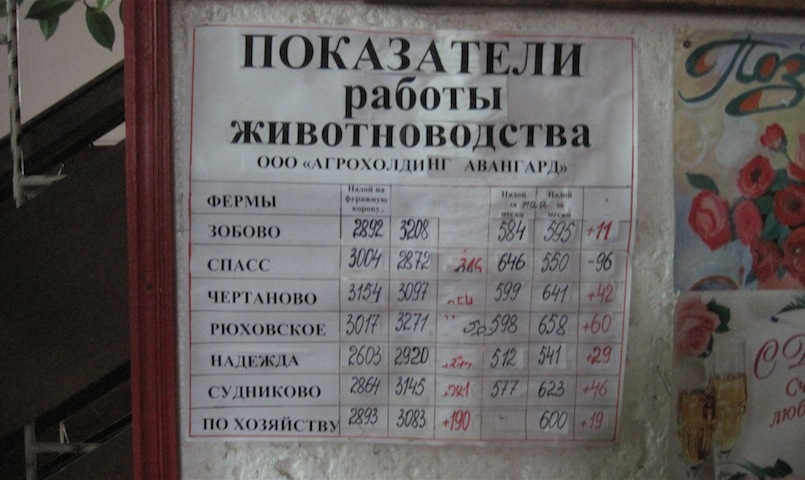 ПОКАЗАТЕЛИ
работы
животноводства
ООО «АГРОХОЛДИНГ АВАНГАРД»
ФЕРМЫ Надой на фуражную корову. Надой за месяц мая Надой за месяц
ЗОБОВО 2892 3208 584 595 +11
СПАСС 3004 2872 646 550 -96
ЧЕРТАНОВО 3154 3097 599 641 +42
РЮХОВСКОЕ 3017 3271 598 658 +60
НАДЕЖДА 2603 2920 512 541 +29
СУДНИКОВО 2864 3145 577 623 +46
ПО ХОЗЯЙСТВУ 2893 3083 +190 - 600 +19
Поз
С